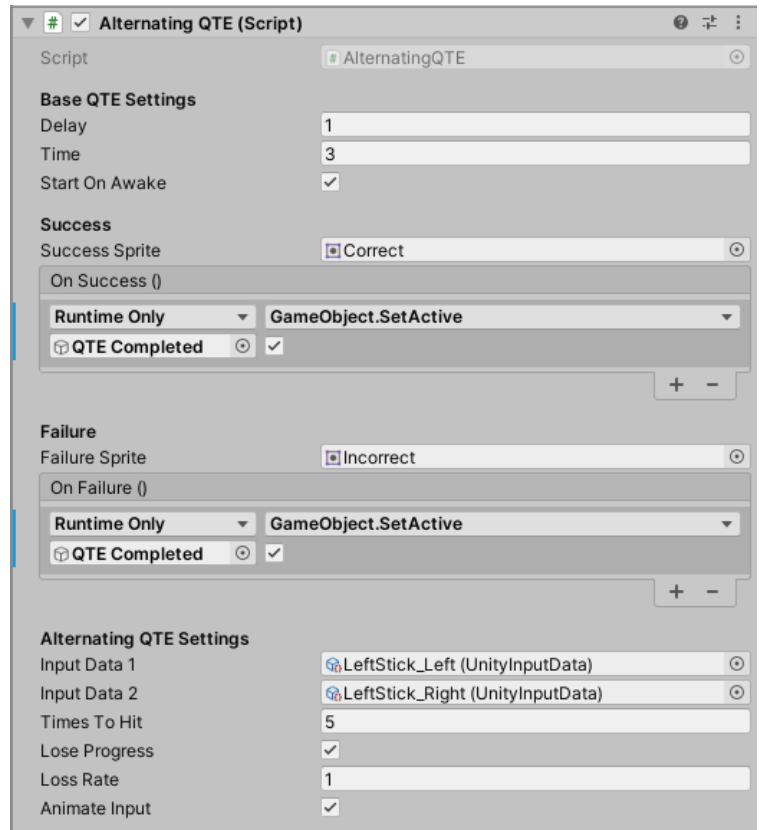 Alternating QTE (Script)
Script AlternatingQTE
Base QTE Settings
Delay 1
Time 3
Start On Awake
Success
Success Sprite Correct
On Success ()
Runtime Only GameObject.SetActive
QTE Completed
Failure
Failure Sprite Incorrect
On Failure ()
Runtime Only GameObject.SetActive
QTE Completed
Alternating QTE Settings
Input Data 1 LeftStick_Left (UnityInputData)
Input Data 2 LeftStick_Right (UnityInputData)
Times To Hit 5
Lose Progress
Loss Rate 1
Animate Input